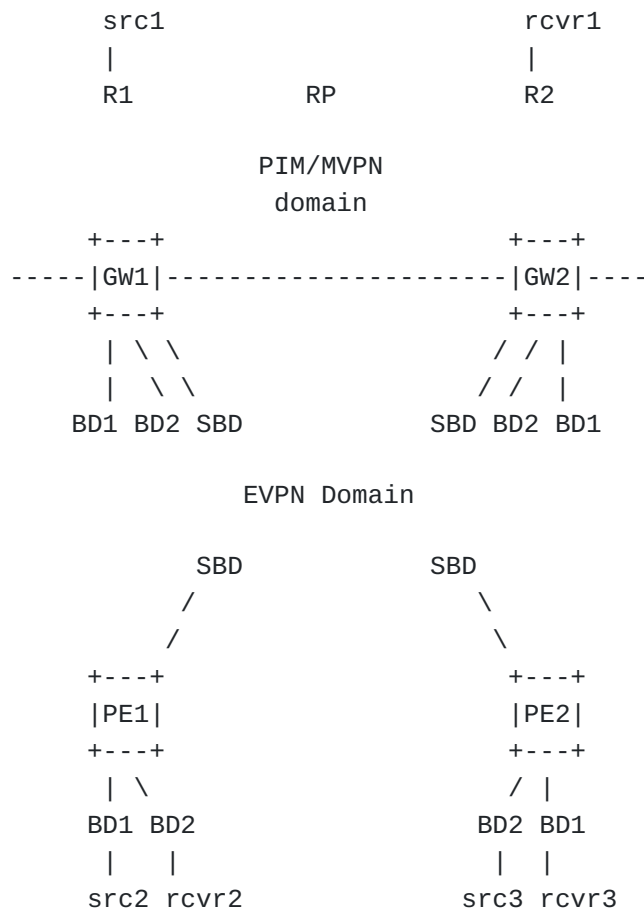 src1 rcvr1
| |
R1 RP R2
PIM/MVPN
domain
+---+ +---+
-----|GW1|----------------------|GW2|----
+---+ +---+
| \ \ / / |
| \ \ / / |
BD1 BD2 SBD SBD BD2 BD1
EVPN Domain
SBD SBD
/ \
/ \
+---+ +---+
|PE1| |PE2|
+---+ +---+
| \ / |
BD1 BD2 BD2 BD1
| | | |
src2 rcvr2 src3 rcvr3